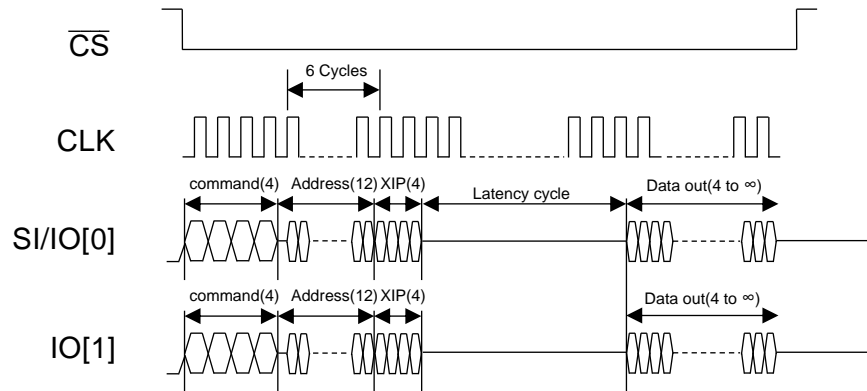 CS
6 Cycles
CLK
command(4) Address(12) XIP(4) Latency cycle Data out(4 to ∞)
SI/IO[0]
command(4) Address(12) XIP(4) Data out(4 to ∞)
IO[1]